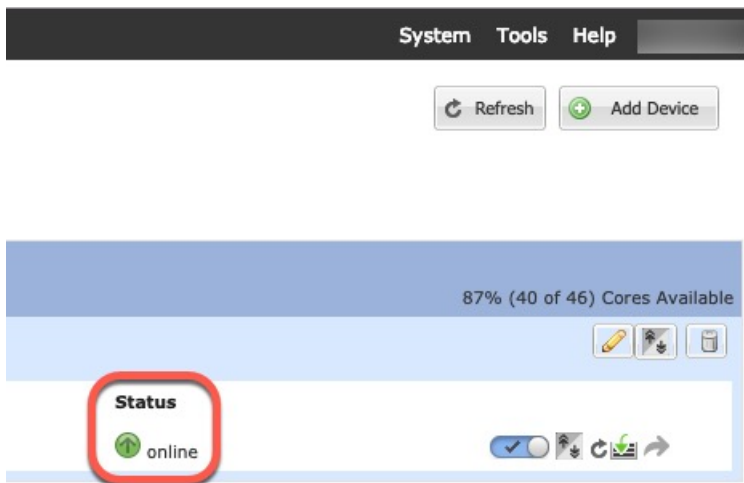 System Tools Help
Refresh Add Device
87% (40 of 46) Cores Available
Status
online